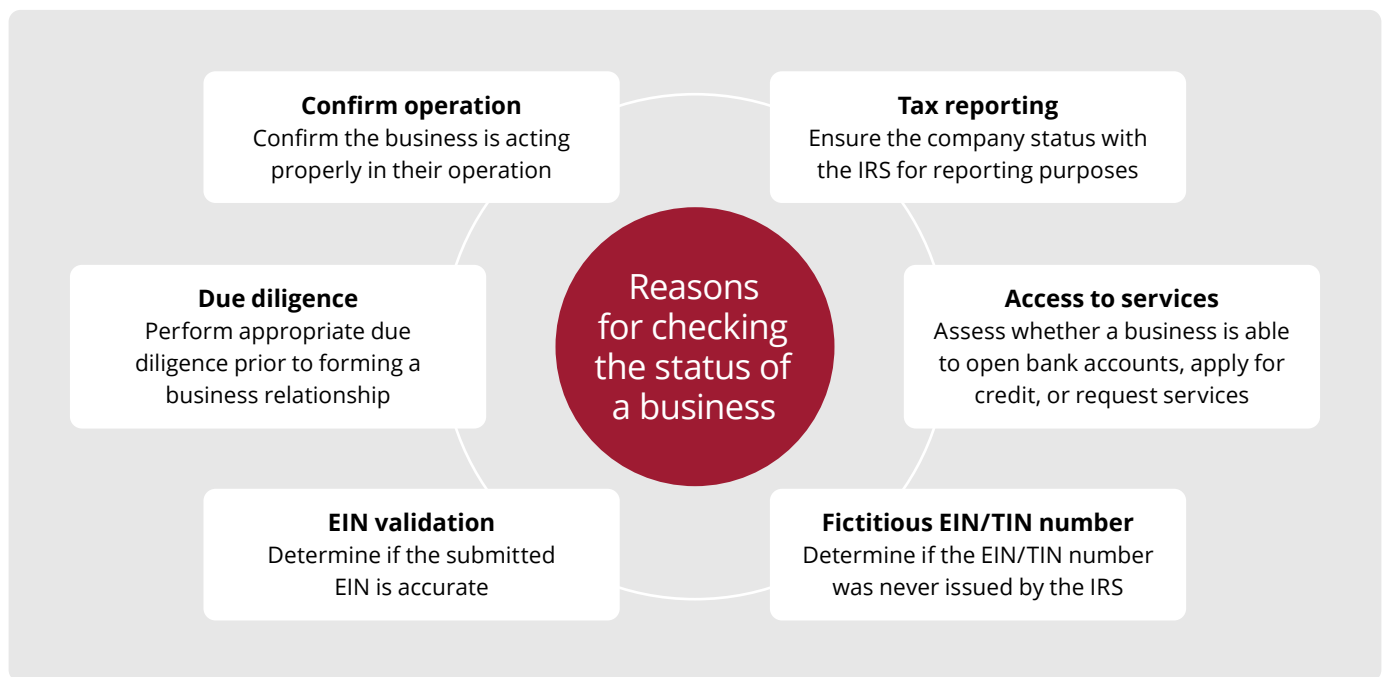 Confirm operation
Confirm the business is acting
properly in their operation
Tax reporting
Ensure the company status with
the IRS for reporting purposes
Reasons
for checking
the status of
a business
Due diligence
Perform appropriate due
diligence prior to forming a
business relationship
Access to services
Assess whether a business is able
to open bank accounts, apply for
credit, or request services
EIN validation
Determine if the submitted
EIN is accurate
Fictitious EIN/TIN number
Determine if the EIN/TIN number
was never issued by the IRS